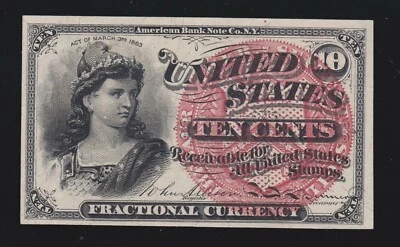 American Bank Note Co. N.Y.
TEN
TEN
ACT OF MARCH 3RD 1863
10
UNITED
STATES
TEN CENTS
Receivable for
all United States
Stamps.
Register
FRACTIONAL CURRENCY